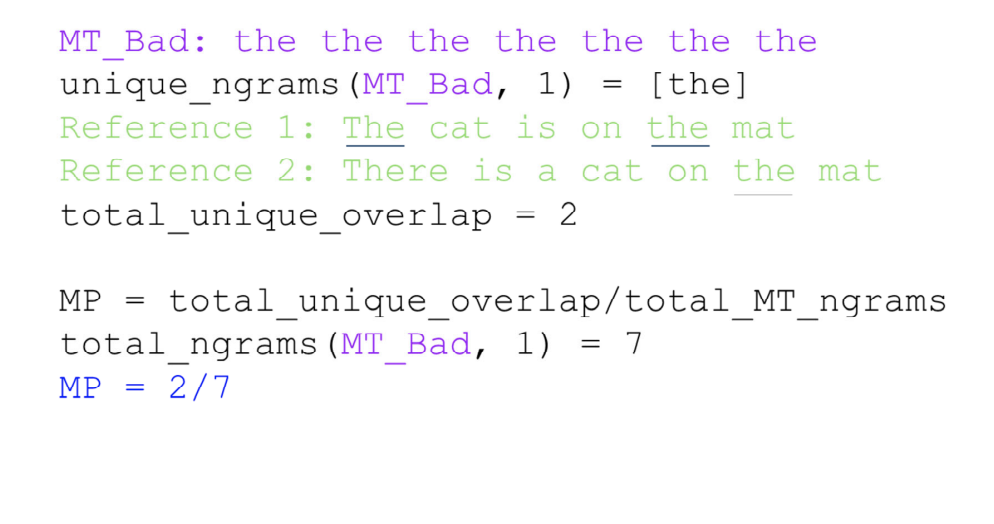 MT_Bad: the the the the the the the
unique_ngrams(MT_Bad, 1) = [the]
Reference 1: The cat is on the mat
Reference 2: There is a cat on the mat
total_unique_overlap = 2
MP = total_unique_overlap/total_MT_ngrams
total_ngrams(MT_Bad, 1) = 7
MP = 2/7